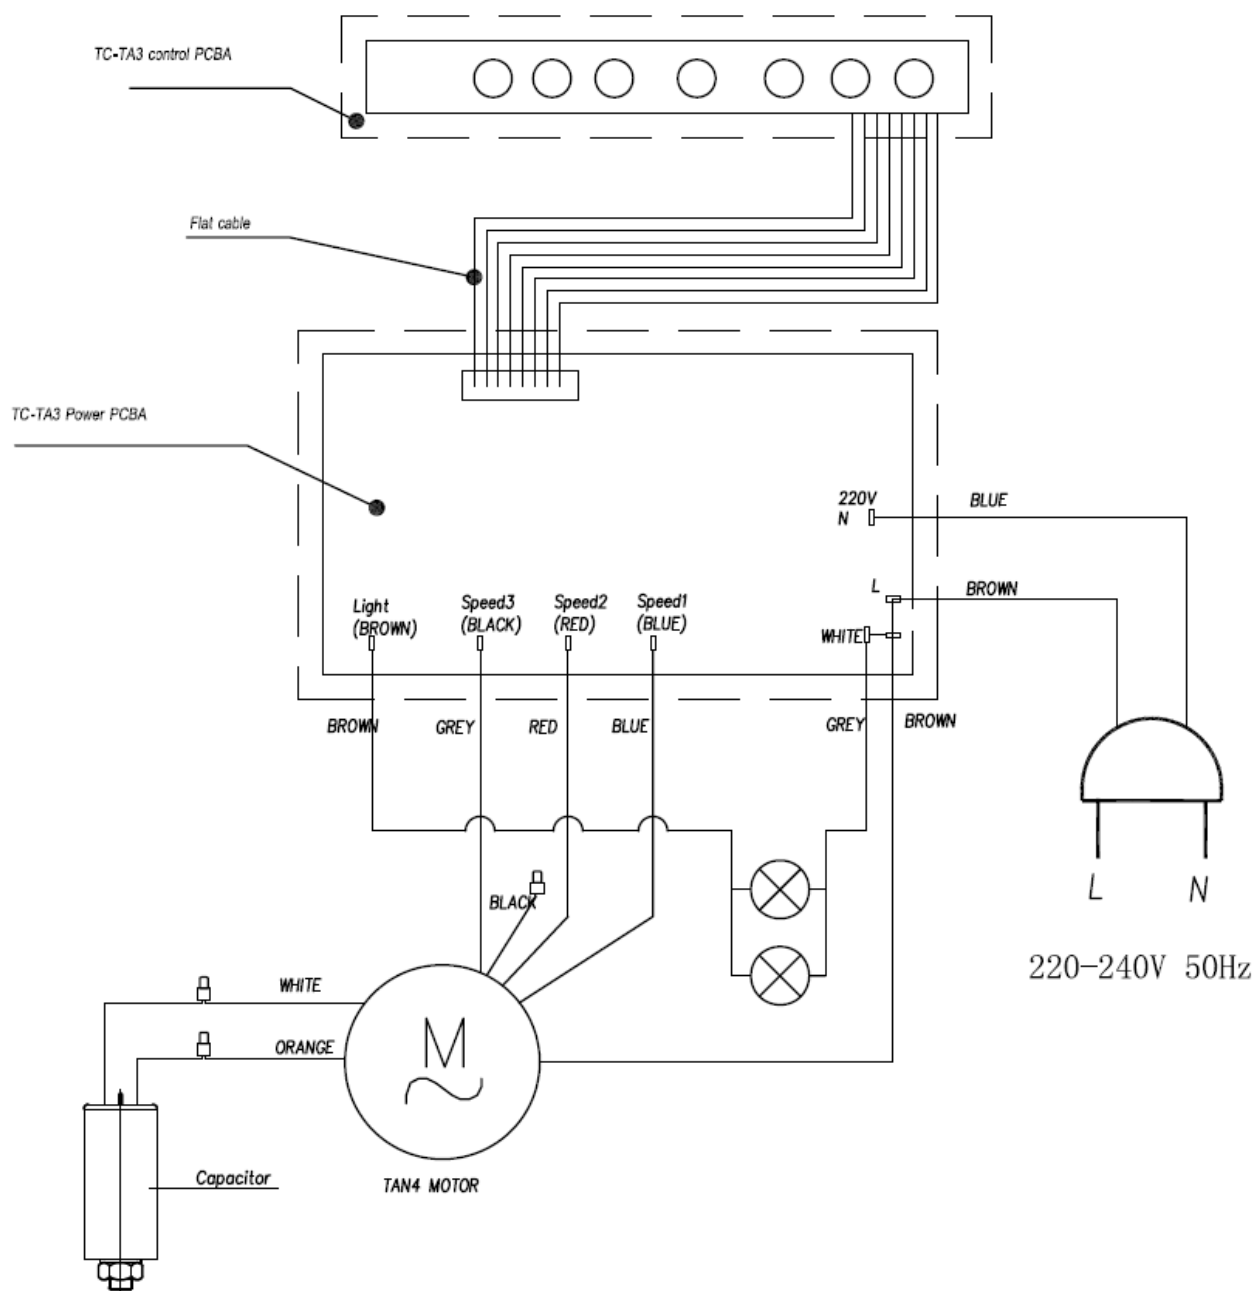 TC-TA3 control PCBA
Flat cable
TC-TA3 Power PCBA
220V
N
BLUE
L
BROWN
Light
(BROWN)
Speed3
(BLACK)
Speed2
(RED)
Speed1
(BLUE)
WHITE
BROWN
GREY
RED
BLUE
GREY
BROWN
BLACK
L
N
220-240V 50Hz
WHITE
ORANGE
M
Capacitor
TAN4 MOTOR